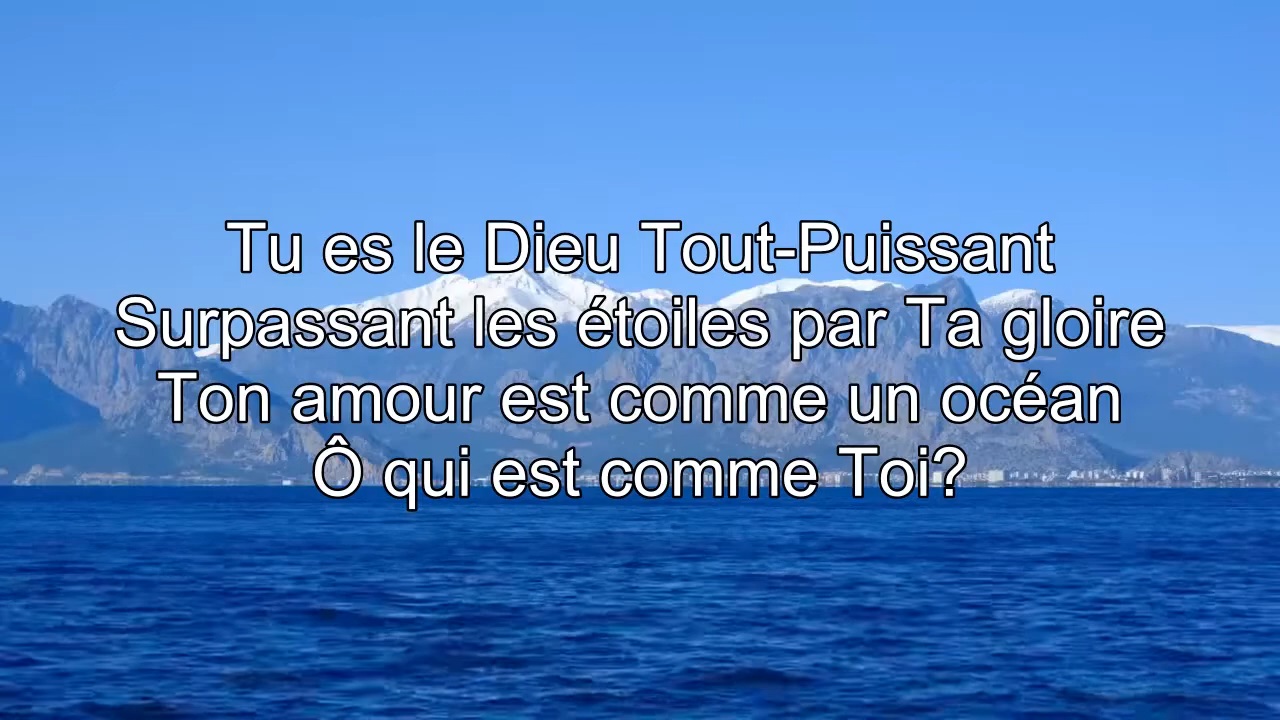 Tu es le Dieu Tout-Puissant
Surpassant les étoiles par Ta gloire
Ton amour est comme un océan
Ô qui est comme Toi?